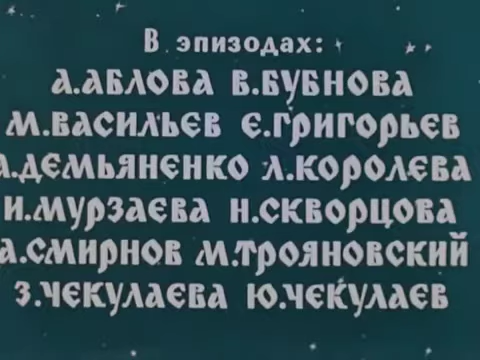 В эпизодах:
А.АБЛОВА В.БУБНОВА
М.ВАСИЛЬЕВ Е.ГРИГОРЬЕВ
А.ДЕМЬЯНЕНКО Л.КОРОЛЕВА
И.МУРЗАЕВА Н.СКВОРЦОВА
А.СМИРНОВ М.ТРОЯНОВСКИЙ
З.ЧЕКУЛАЕВА Ю.ЧЕКУЛАЕВ